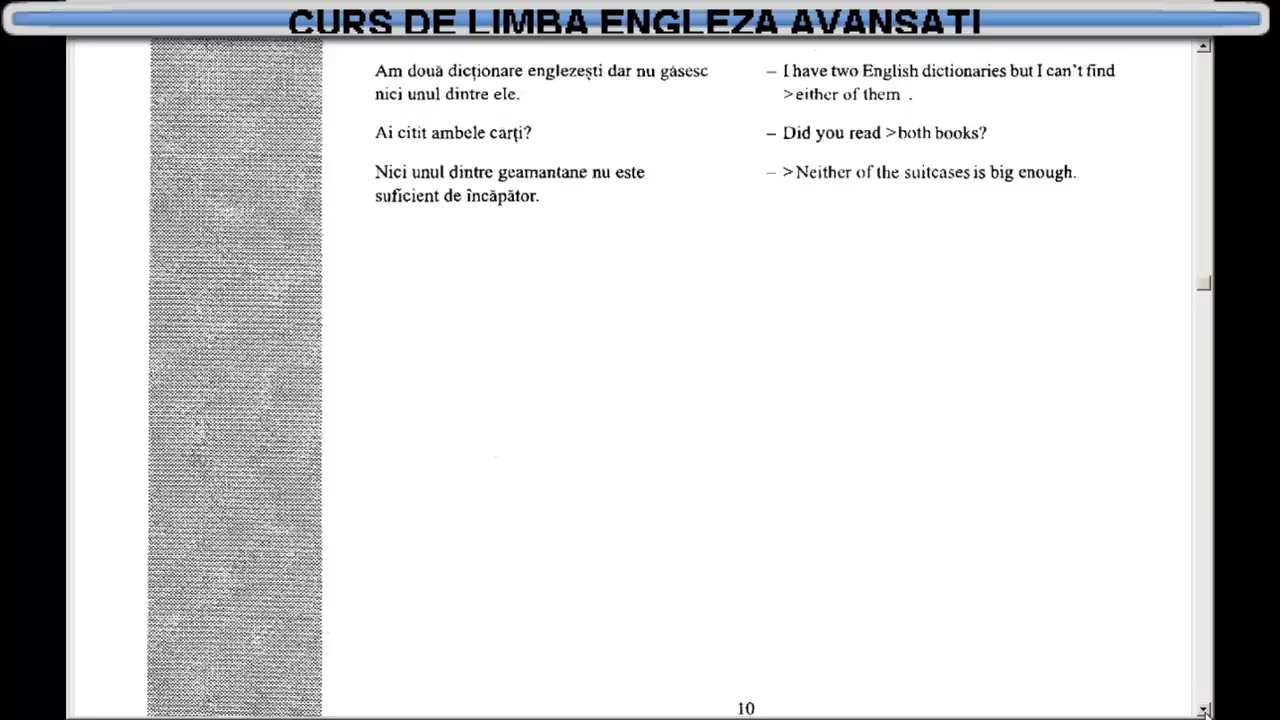 CURS DE LIMBA ENGLEZA AVANSATI
Am două dicționare englezești dar nu găsesc
nici unul dintre ele.
– I have two English dictionaries but I can't find
>either of them .
Ai citit ambele carți?
– Did you read >both books?
Nici unul dintre geamantane nu este
suficient de încăpător.
– >Neither of the suitcases is big enough.
10